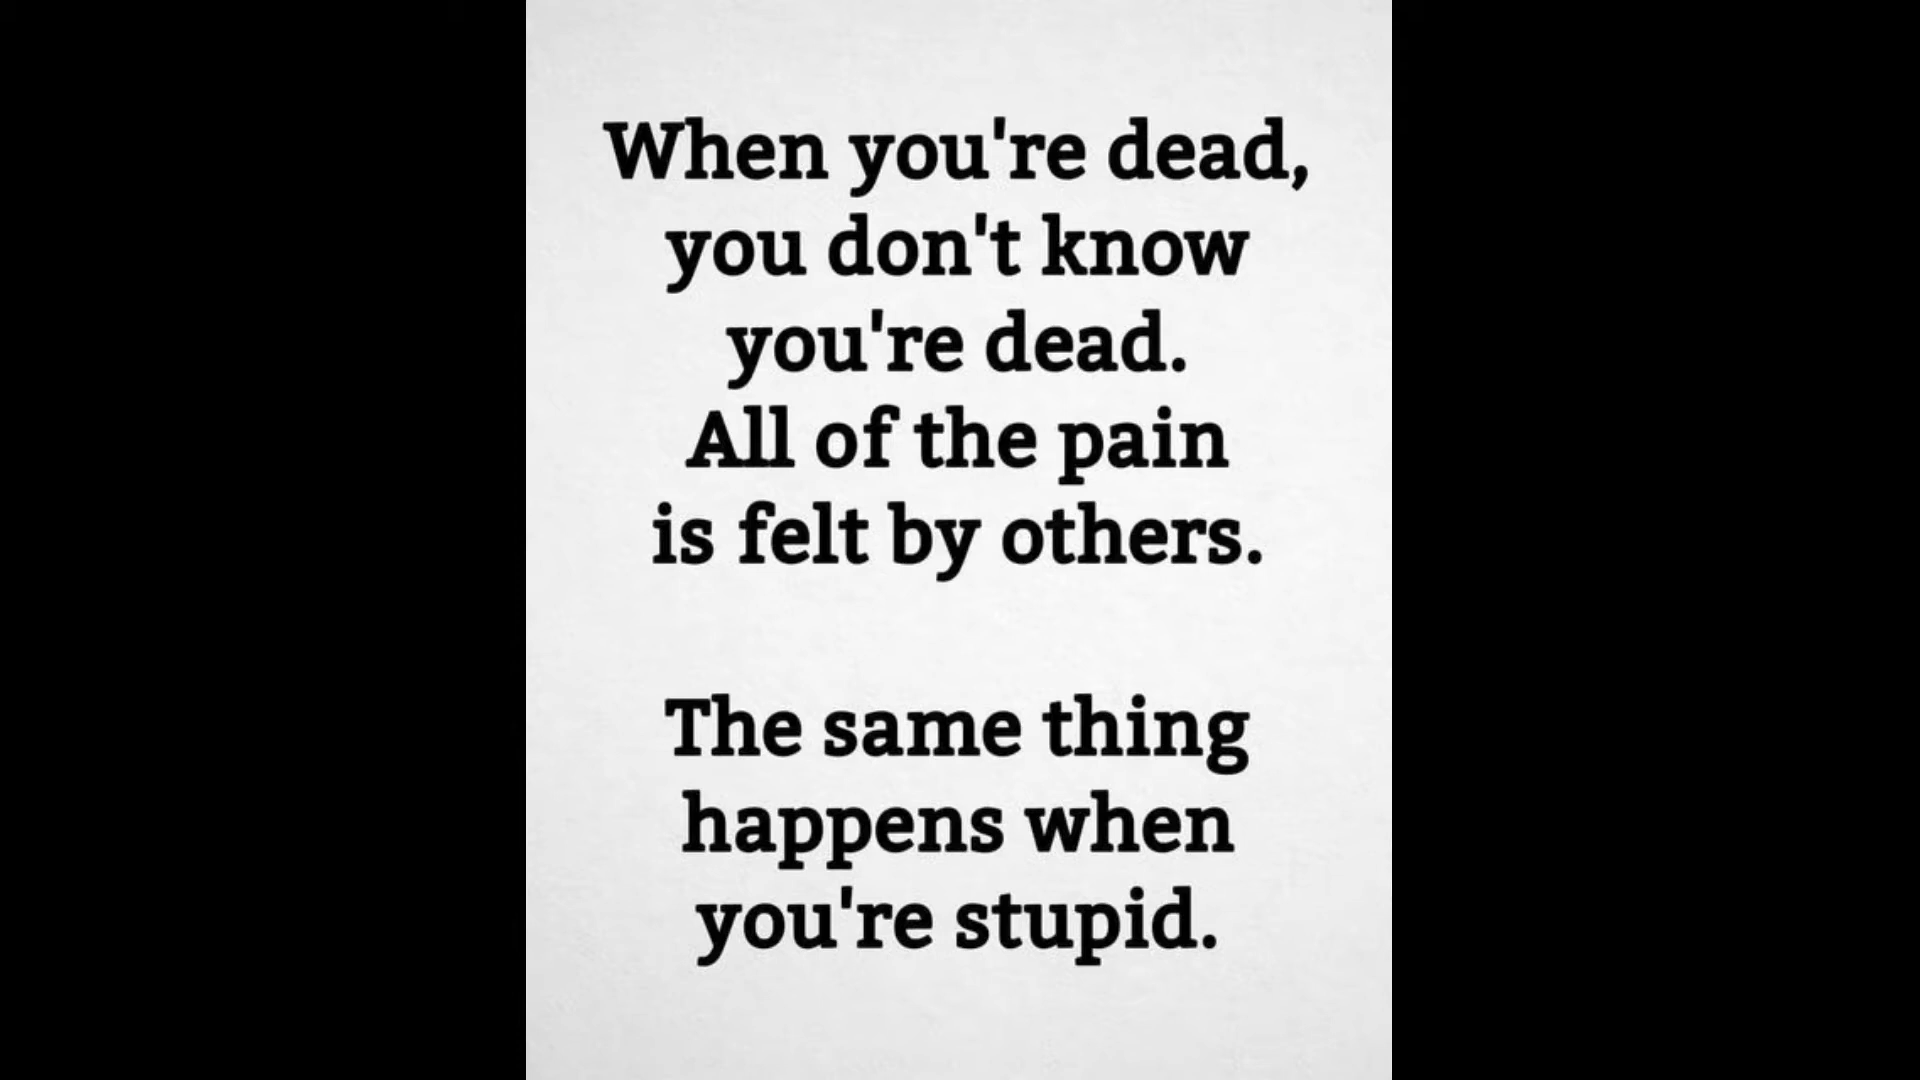 When you're dead,
you don't know
you're dead.
All of the pain
is felt by others.
The same thing
happens when
you're stupid.